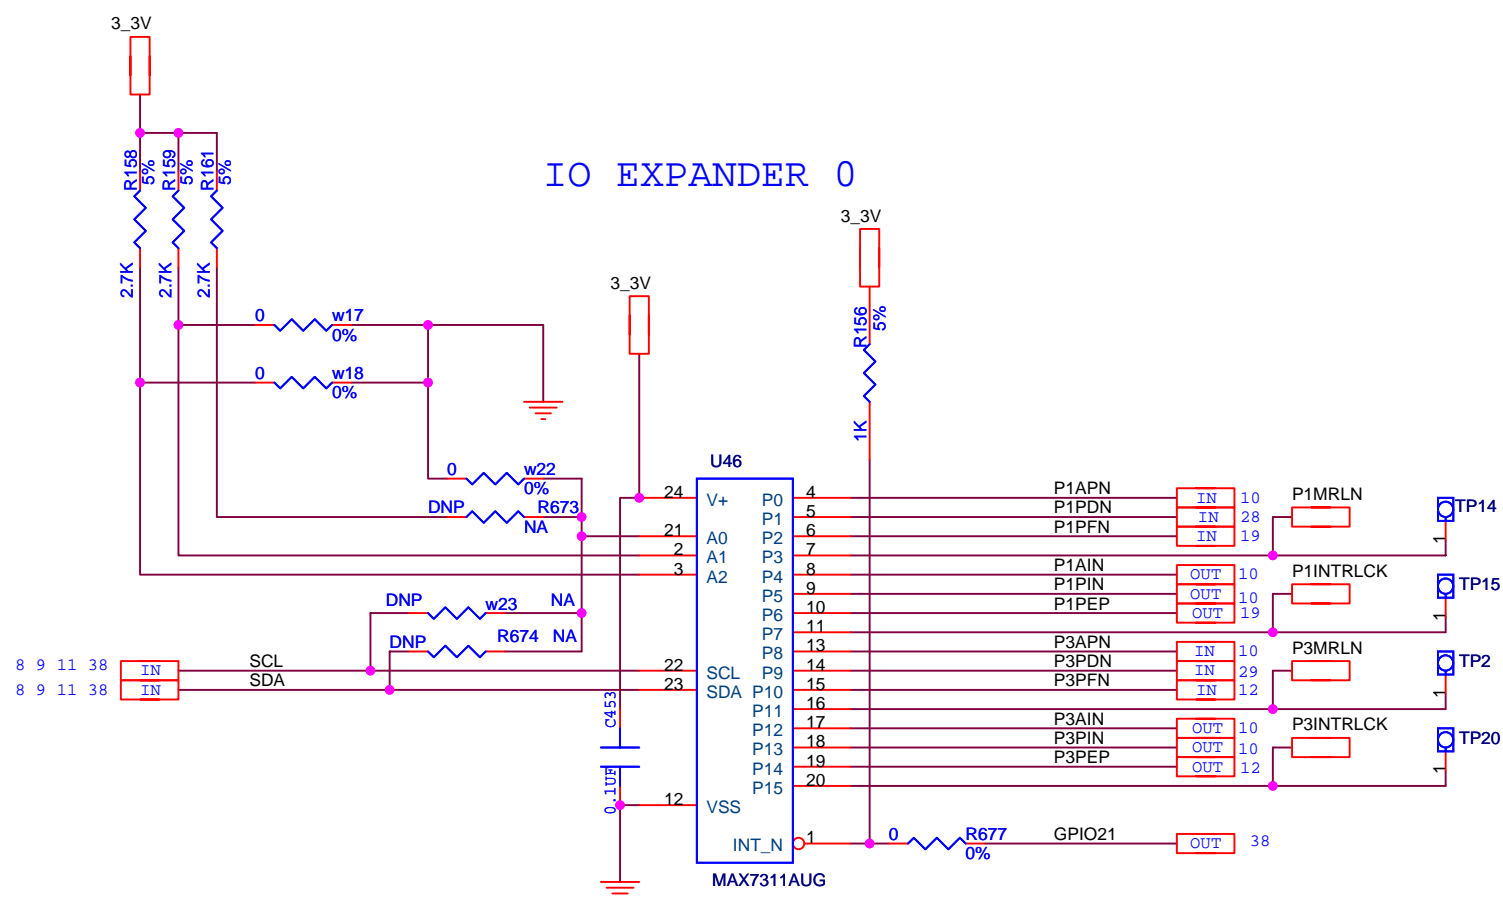 3_3V
R158
5%
R159
5%
R161
5%
2.7K
2.7K
2.7K
IO EXPANDER 0
3_3V
3_3V
R156
5%
1K
0 w17
0%
0 w18
0%
0 w22
0%
DNP R673
NA
DNP w23 NA
DNP R674 NA
8 9 11 38 IN SCL
8 9 11 38 IN SDA
C453
0.1UF
U46
24 V+ P0 4 P1APN IN 10
P1 5 P1PDN IN 28
21 A0 P2 6 P1PFN IN 19
2 A1 P3 7 P1MRLN 1 TP14
3 A2 P4 8 P1AIN OUT 10
P5 9 P1PIN OUT 10
P6 10 P1PEP OUT 19
P7 11 P1INTRLCK 1 TP15
P8 13 P3APN IN 10
22 SCL P9 14 P3PDN IN 29
23 SDA P10 15 P3PFN IN 12
P11 16 P3MRLN 1 TP2
P12 17 P3AIN OUT 10
P13 18 P3PIN OUT 10
P14 19 P3PEP OUT 12
P15 20 P3INTRLCK 1 TP20
12 VSS
INT_N 1 0 R677 GPIO21 OUT 38
0%
MAX7311AUG